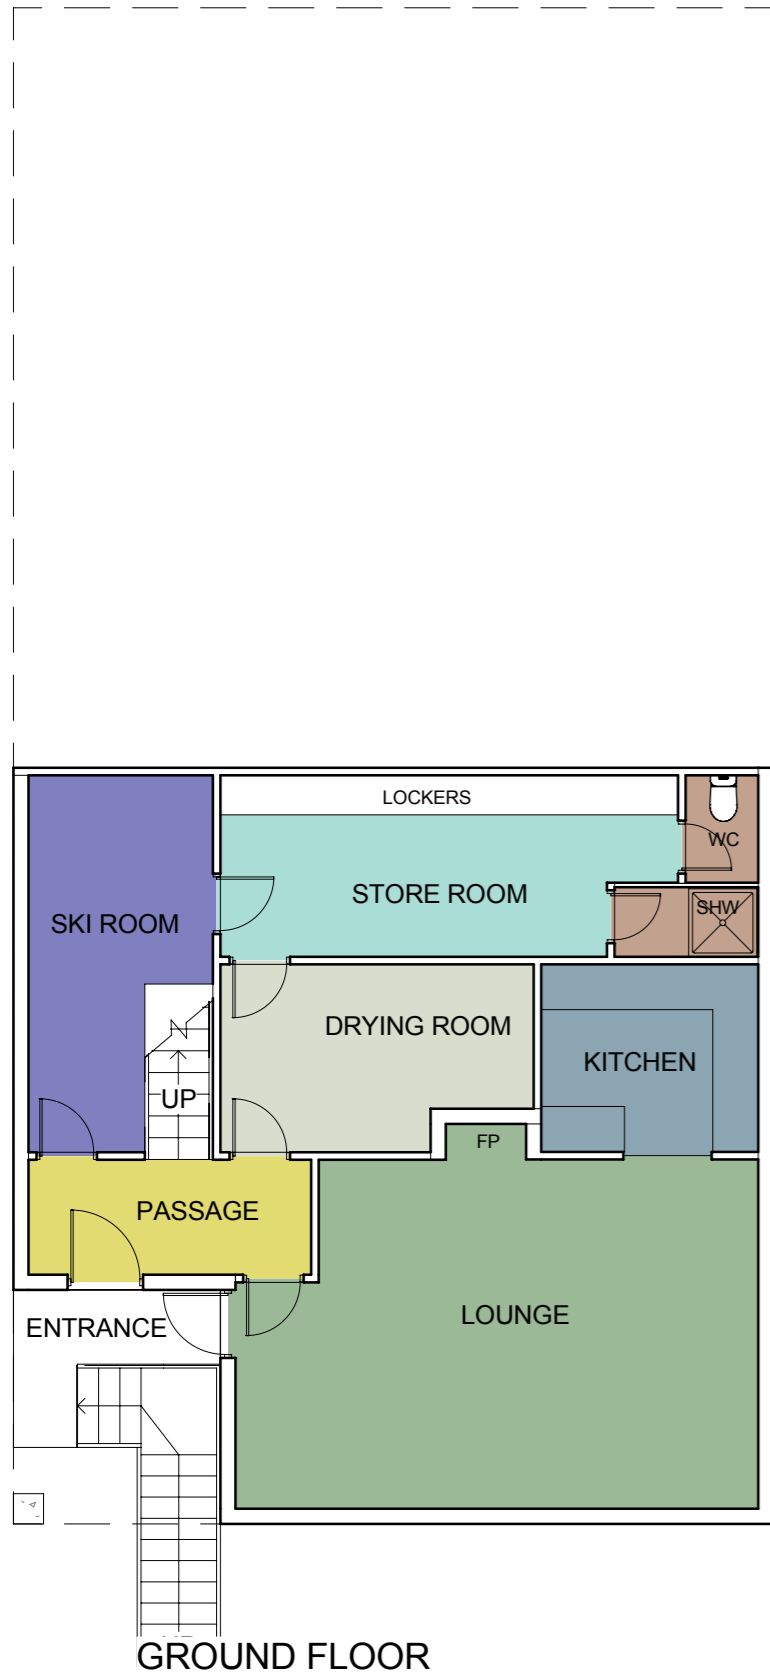 LOCKERS
WC
STORE ROOM
SHW
SKI ROOM
DRYING ROOM
KITCHEN
UP
FP
PASSAGE
LOUNGE
ENTRANCE
GROUND FLOOR